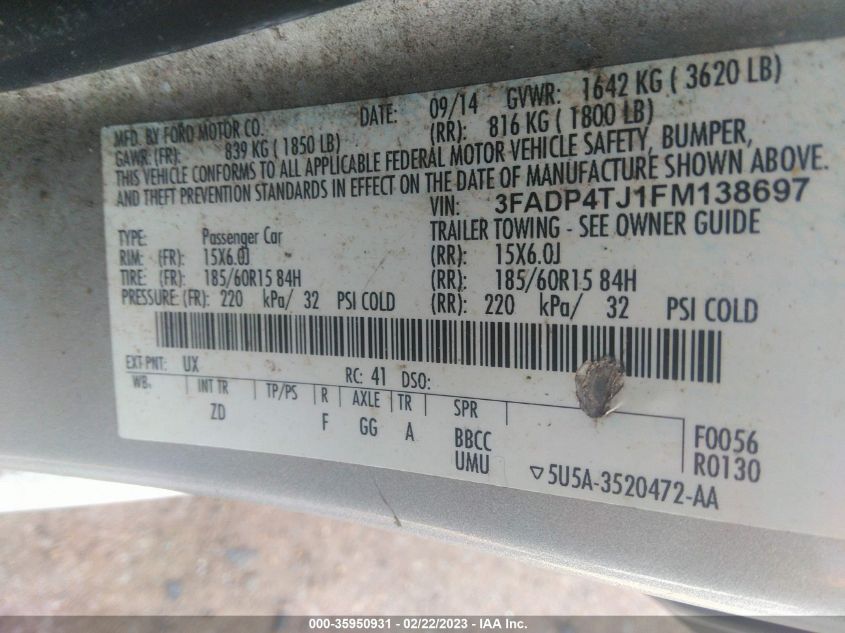 MFD. BY FORD MOTOR CO.
DATE: 09/14 GVWR: 1642 KG ( 3620 LB)
GAWR: (FR): 839 KG ( 1850 LB) (RR): 816 KG ( 1800 LB)
THIS VEHICLE CONFORMS TO ALL APPLICABLE FEDERAL MOTOR VEHICLE SAFETY, BUMPER,
AND THEFT PREVENTION STANDARDS IN EFFECT ON THE DATE OF MANUFACTURE SHOWN ABOVE.
VIN: 3FADP4TJ1FM138697
TYPE: Passenger Car TRAILER TOWING - SEE OWNER GUIDE
RIM: (FR): 15X6.0J (RR): 15X6.0J
TIRE: (FR): 185/60R15 84H (RR): 185/60R15 84H
PRESSURE: (FR): 220 kPa/ 32 PSI COLD (RR): 220 kPa/ 32 PSI COLD
EXT PNT: UX RC: 41 DSO:
WB. INT TR TP/PS R AXLE TR SPR
ZD F GG A BBCC F0056
UMU R0130
▽5U5A-3520472-AA
000-35950931 - 02/22/2023 - IAA Inc.